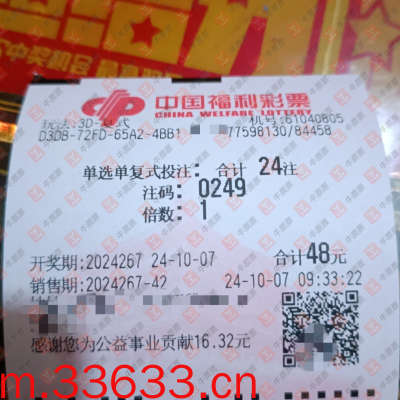 中国福利彩票
CHINA WELFARE LOTTERY
玩法:3D-复式 机号:61040805
D3DB-72FD-65A2-4BB1 77598130/84458
单选单复式投注: 合计 24注
注码: 0249
倍数: 1
开奖期:2024267 24-10-07 合计48元
销售期:2024267-42 24-10-07 09:33:22
感谢您为公益事业贡献16.32元
m.33633.cn